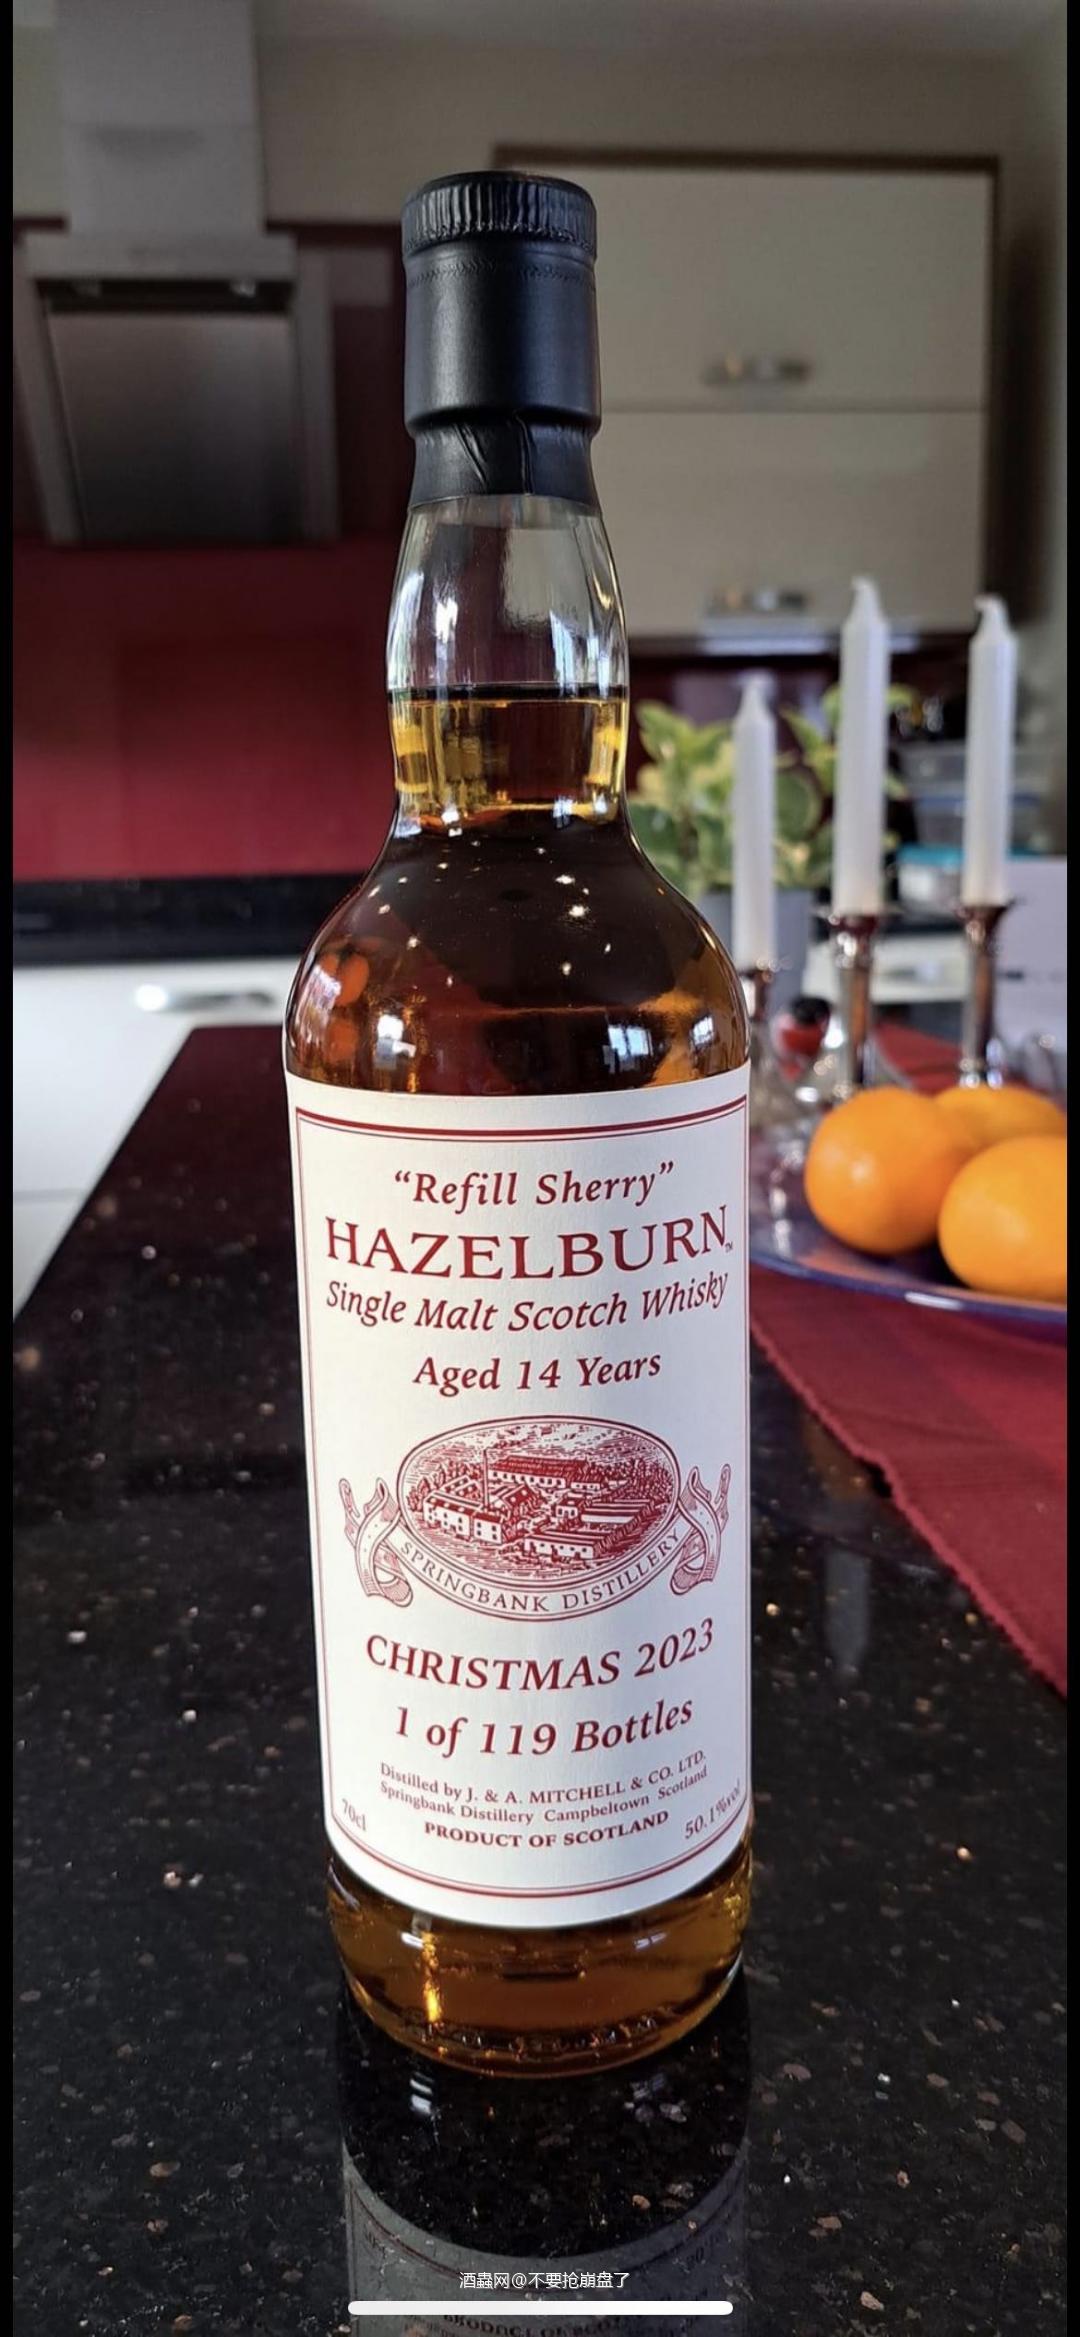 “Refill Sherry”
HAZELBURN™
Single Malt Scotch Whisky
Aged 14 Years
SPRINGBANK DISTILLERY
CHRISTMAS 2023
1 of 119 Bottles
Distilled by J. & A. MITCHELL & CO. LTD.
Springbank Distillery Campbeltown Scotland
PRODUCT OF SCOTLAND
70cl
50.1%vol
酒蟲网@不要抢崩盘了